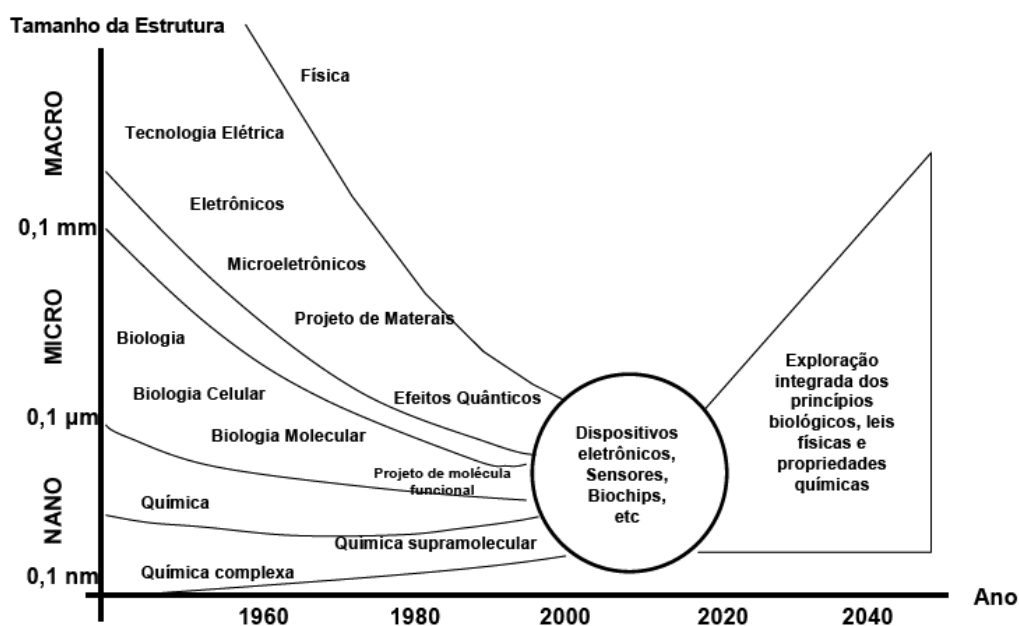 Tamanho da Estrutura
Física
MACRO
Tecnologia Elétrica
Eletrônicos
0,1 mm
Microeletrônicos
MICRO
Projeto de Materais
Biologia
Exploração
integrada dos
princípios
biológicos, leis
físicas e
propriedades
químicas
Biologia Celular
Efeitos Quânticos
0,1 μm
Biologia Molecular
Dispositivos
eletrônicos,
Sensores,
Biochips,
etc
Projeto de molécula
funcional
NANO
Química
Química supramolecular
Química complexa
0,1 nm
Ano
1960
1980
2000
2020
2040